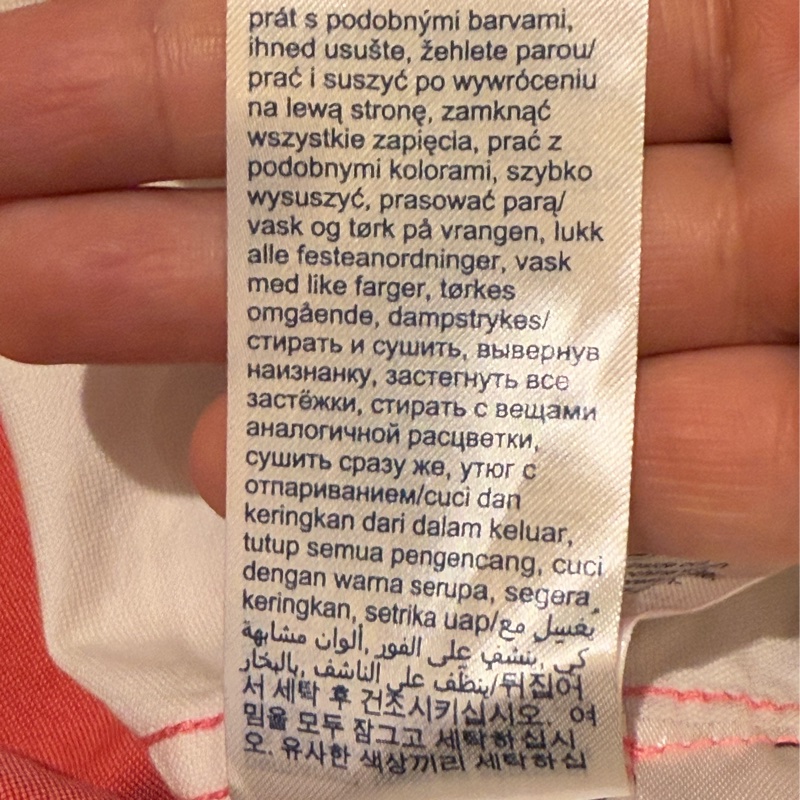 prát s podobnými barvami,
ihned usušte, žehlete parou/
prać i suszyć po wywróceniu
na lewą stronę, zamknąć
wszystkie zapięcia, prać z
podobnymi kolorami, szybko
wysuszyć, prasować parą/
vask og tørk på vrangen, lukk
alle festeanordninger, vask
med like farger, tørkes
omgående, dampstrykes/
стирать и сушить, вывернув
наизнанку, застегнуть все
застёжки, стирать с вещами
аналогичной расцветки,
сушить сразу же, утюг с
отпариванием/cuci dan
keringkan dari dalam keluar,
tutup semua pengencang, cuci
dengan warna serupa, segera
keringkan, setrika uap/يغسل مع
ألوان مشابهة, ينشف على الفور,
كي بالبخار, ينظف على الناشف/뒤집어
서 세탁 후 건조시키십시오. 여
밈을 모두 잠그고 세탁하십시
오. 유사한 색상끼리 세탁하십